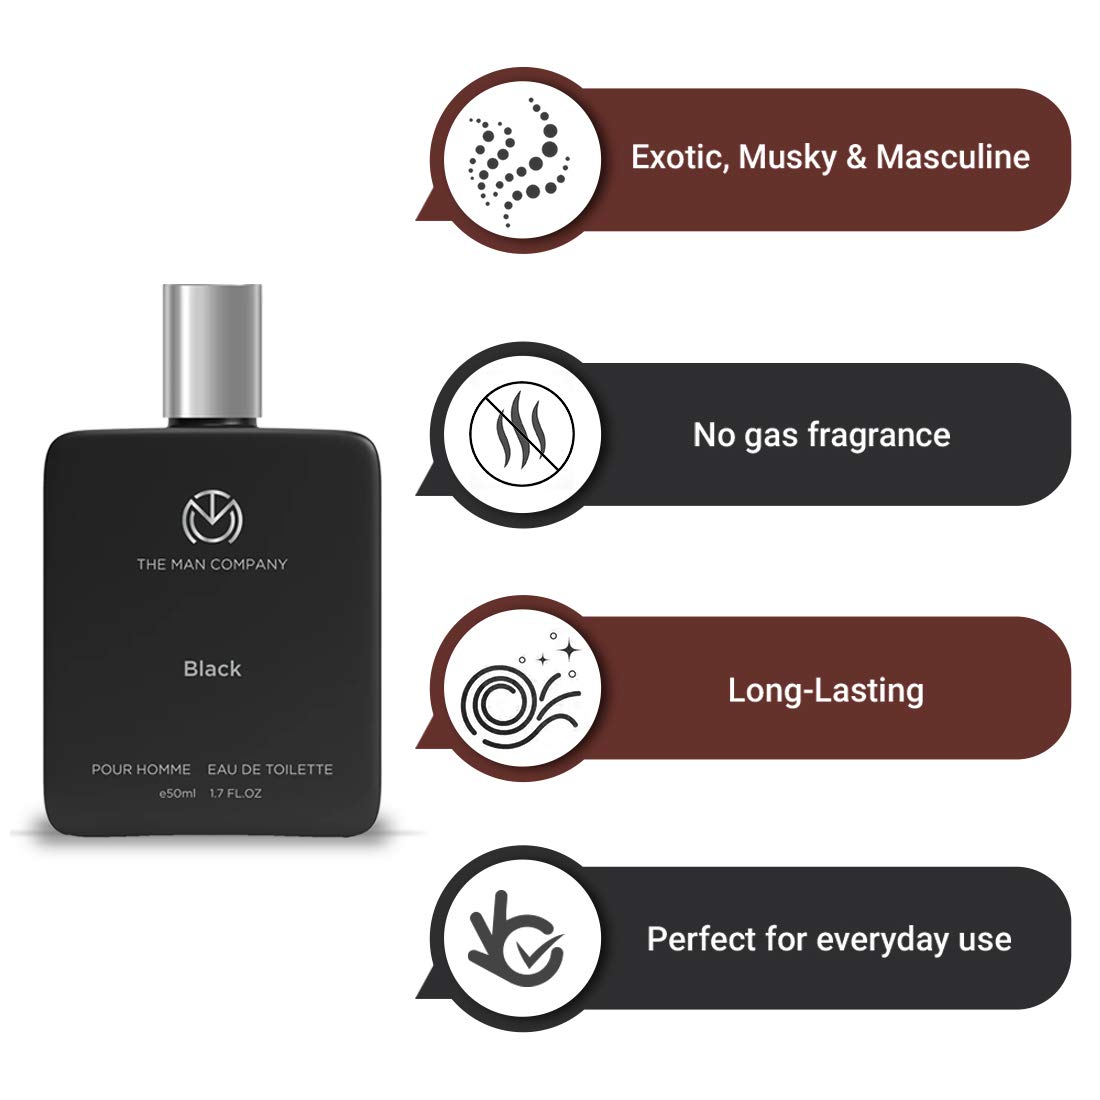 Exotic, Musky & Masculine
No gas fragrance
THE MAN COMPANY
Black
Long-Lasting
POUR HOMME EAU DE TOILETTE
e50ml 1.7 FL.OZ
Perfect for everyday use